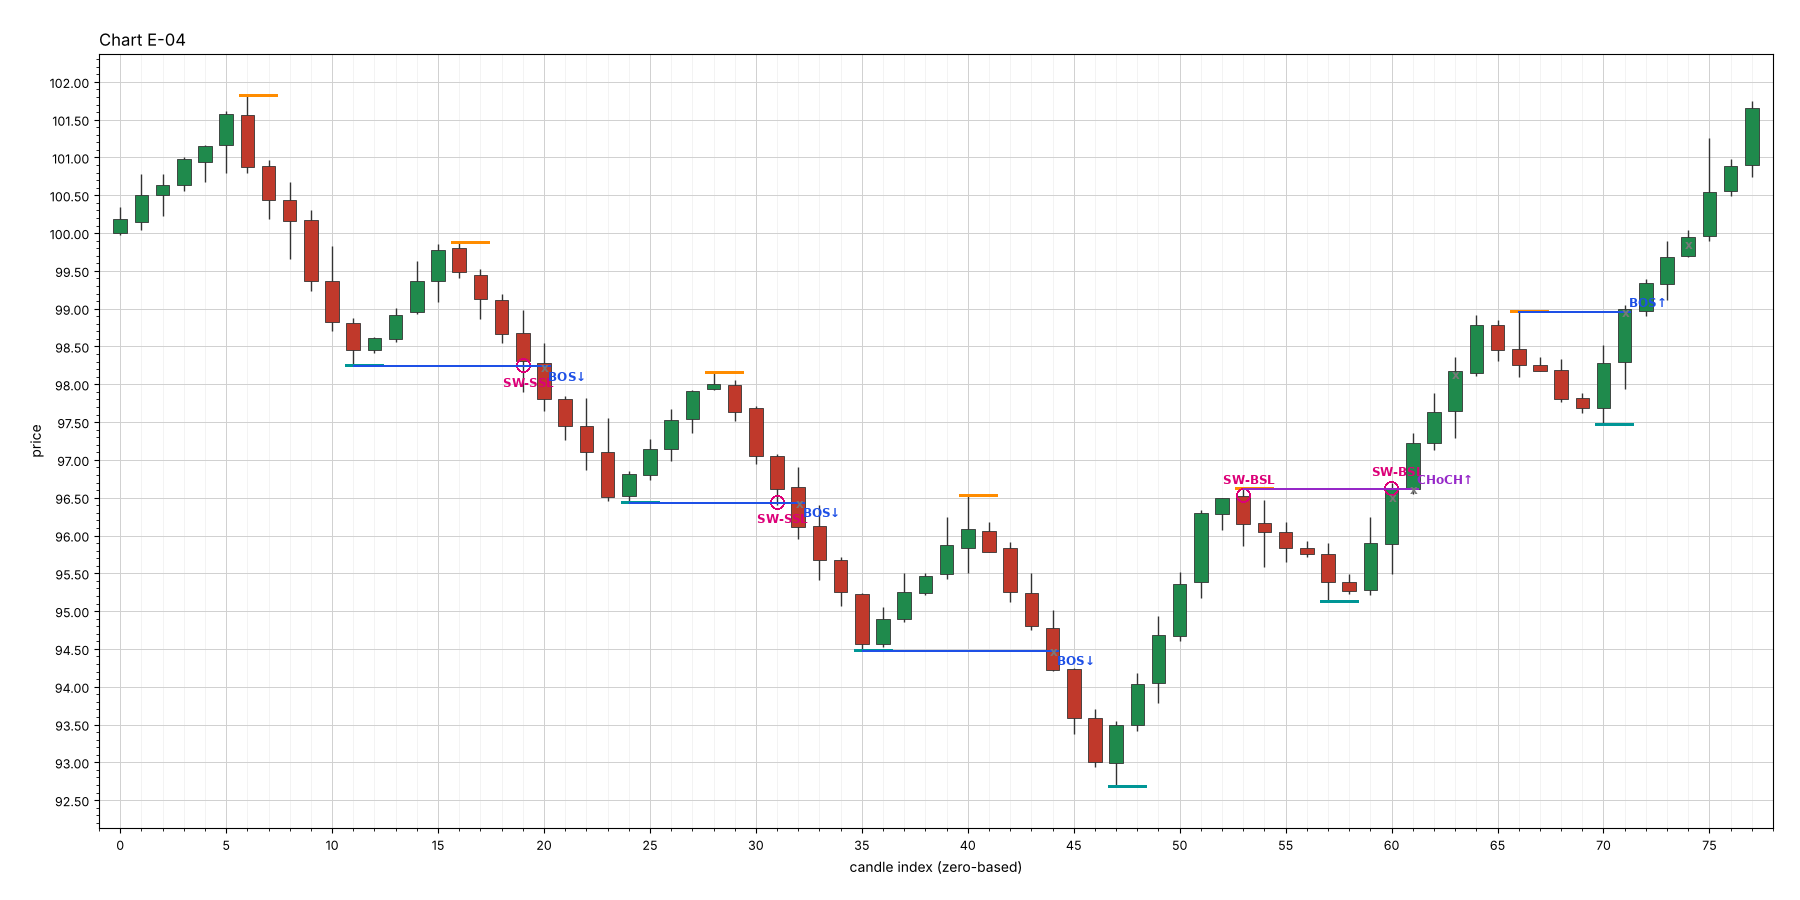 Chart E-04
102.00
101.50
101.00
100.50
100.00
99.50
99.00
98.50
98.00
97.50
97.00
96.50
96.00
95.50
95.00
94.50
94.00
93.50
93.00
92.50
price
BOS↑
SW-SSL
BOS↓
SW-BSL
SW-BSL
CHoCH↑
SW-SSL
BOS↓
BOS↓
0 5 10 15 20 25 30 35 40 45 50 55 60 65 70 75
candle index (zero-based)